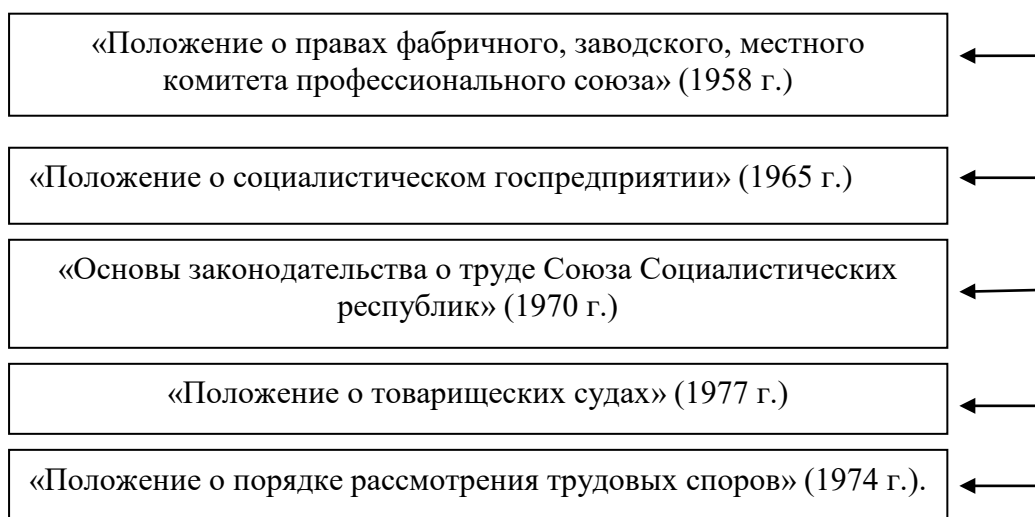 «Положение о правах фабричного, заводского, местного
комитета профессионального союза» (1958 г.)
«Положение о социалистическом госпредприятии» (1965 г.)
«Основы законодательства о труде Союза Социалистических
республик» (1970 г.)
«Положение о товарищеских судах» (1977 г.)
«Положение о порядке рассмотрения трудовых споров» (1974 г.).